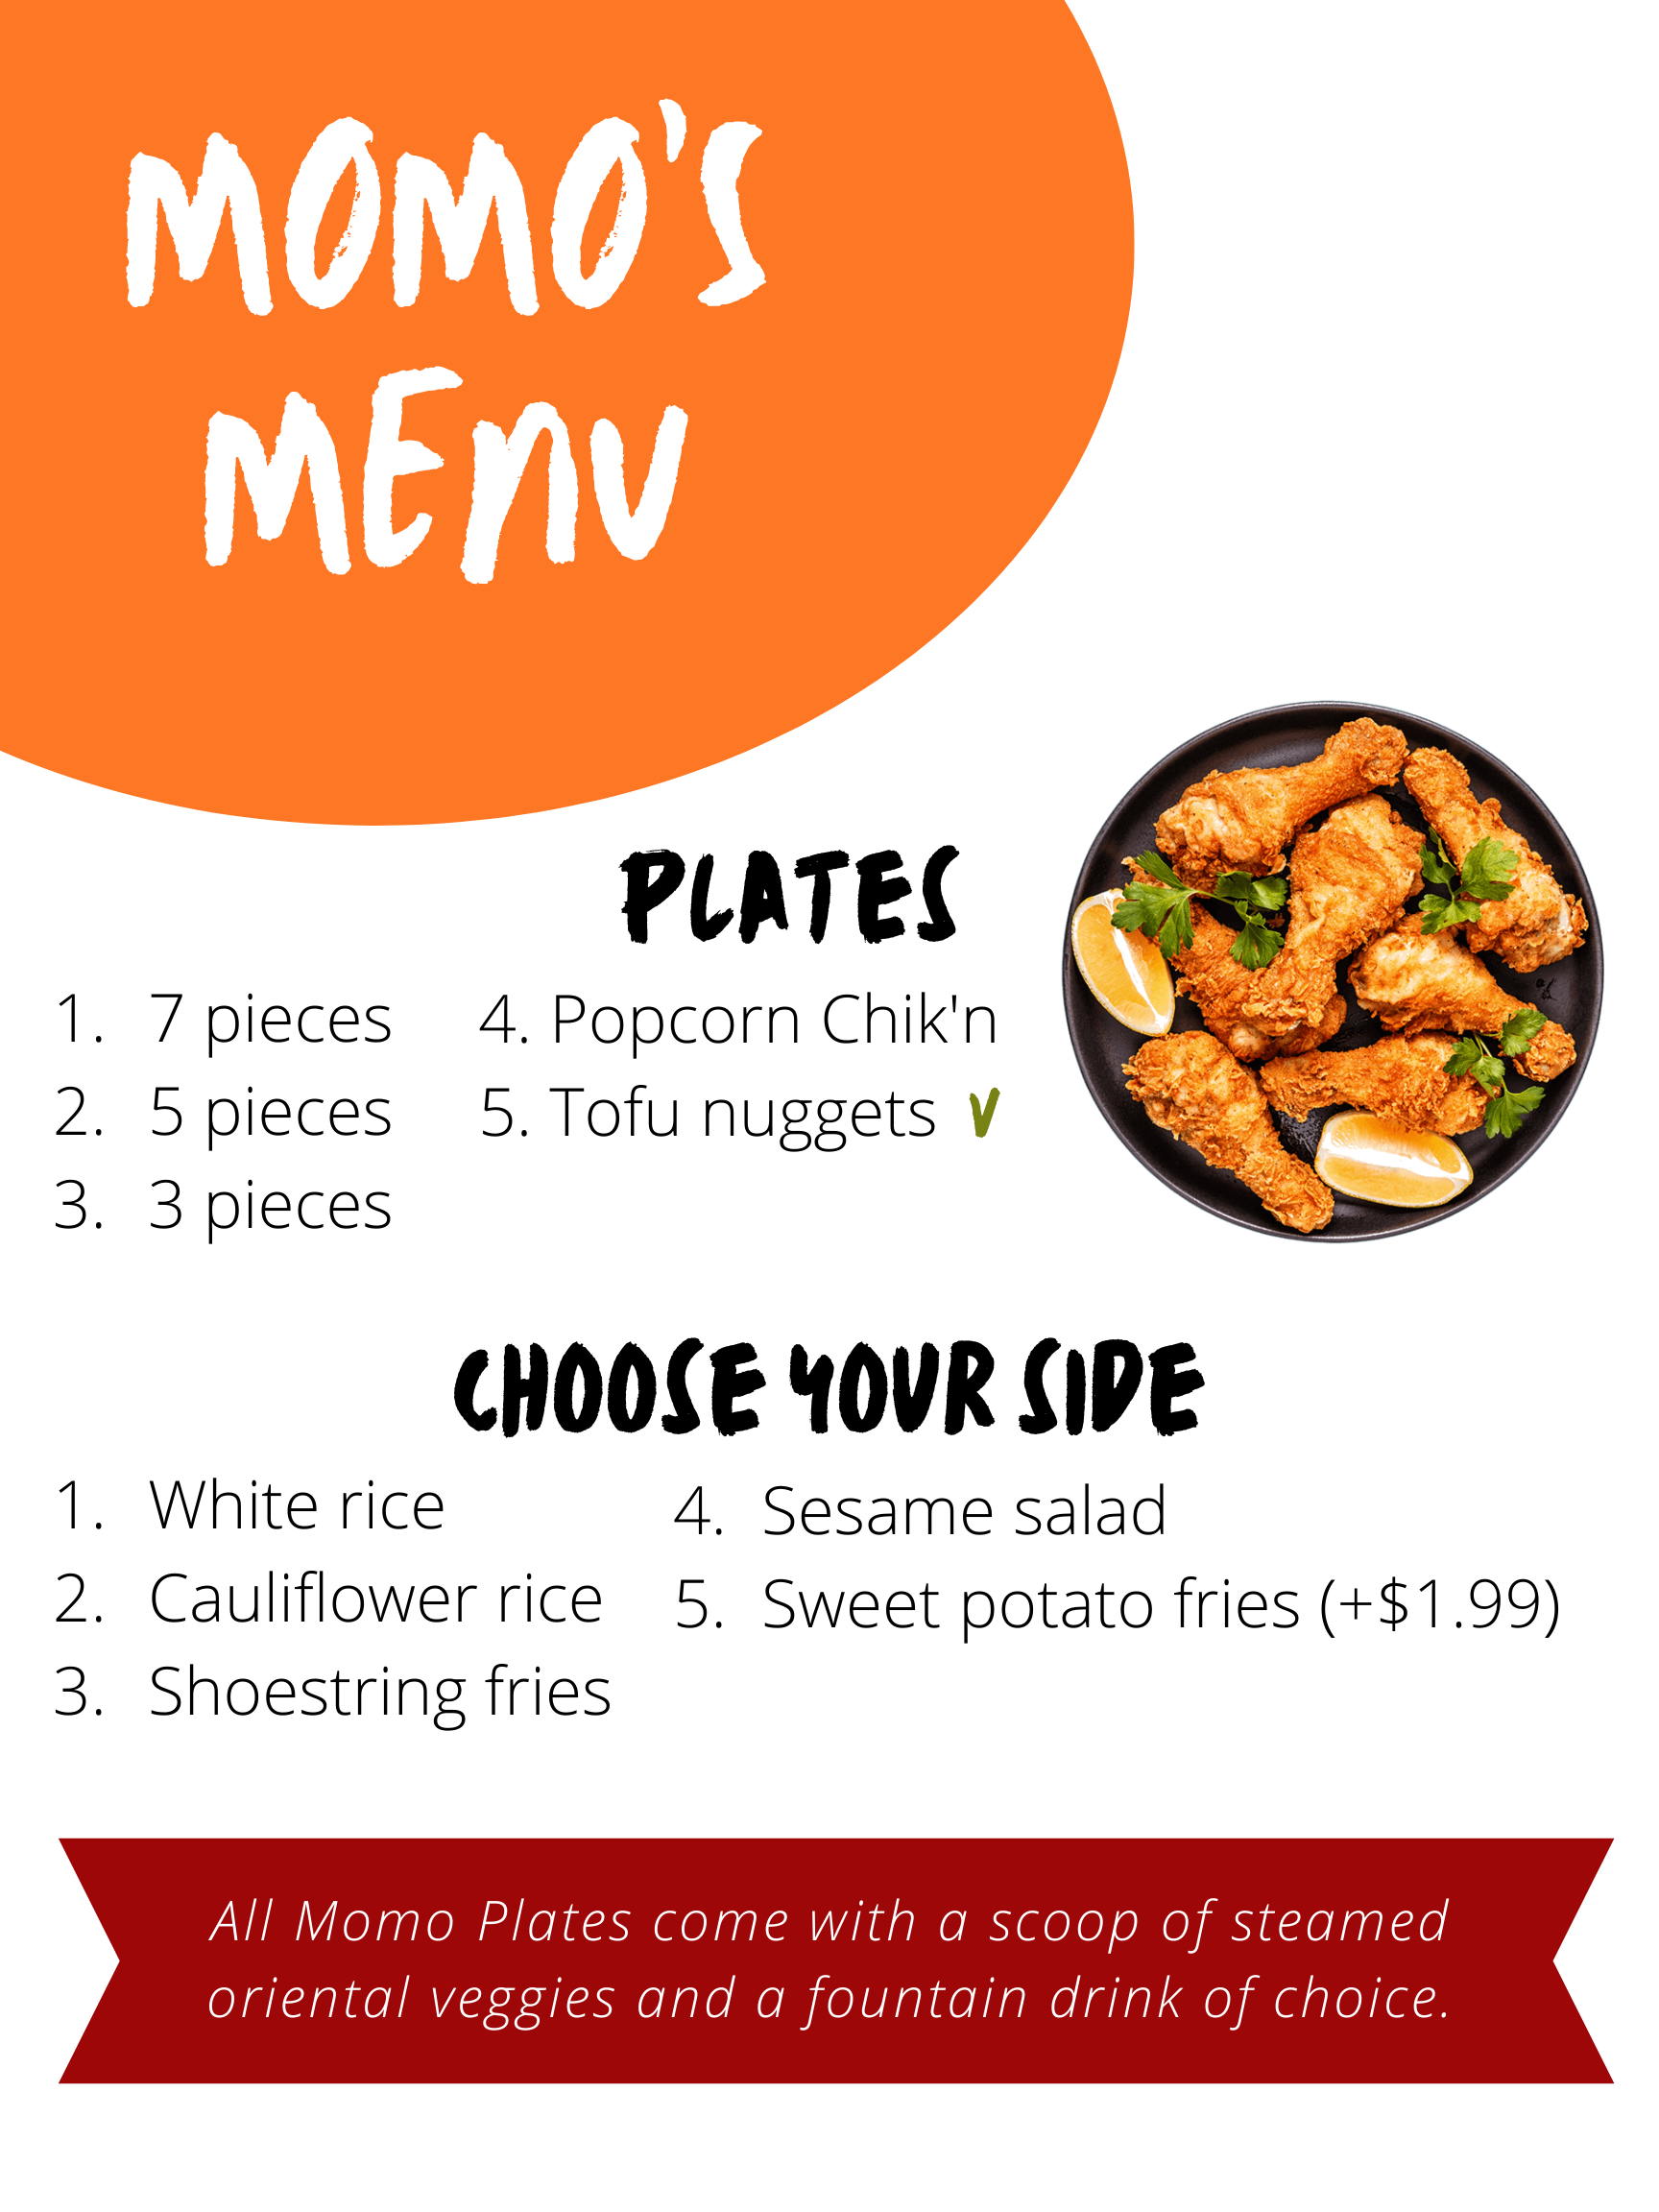 MOMO'S
MENU
PLATES
1. 7 pieces
2. 5 pieces
3. 3 pieces
4. Popcorn Chik'n
5. Tofu nuggets V
CHOOSE YOUR SIDE
1. White rice
2. Cauliflower rice
3. Shoestring fries
4. Sesame salad
5. Sweet potato fries (+$1.99)
All Momo Plates come with a scoop of steamed
oriental veggies and a fountain drink of choice.